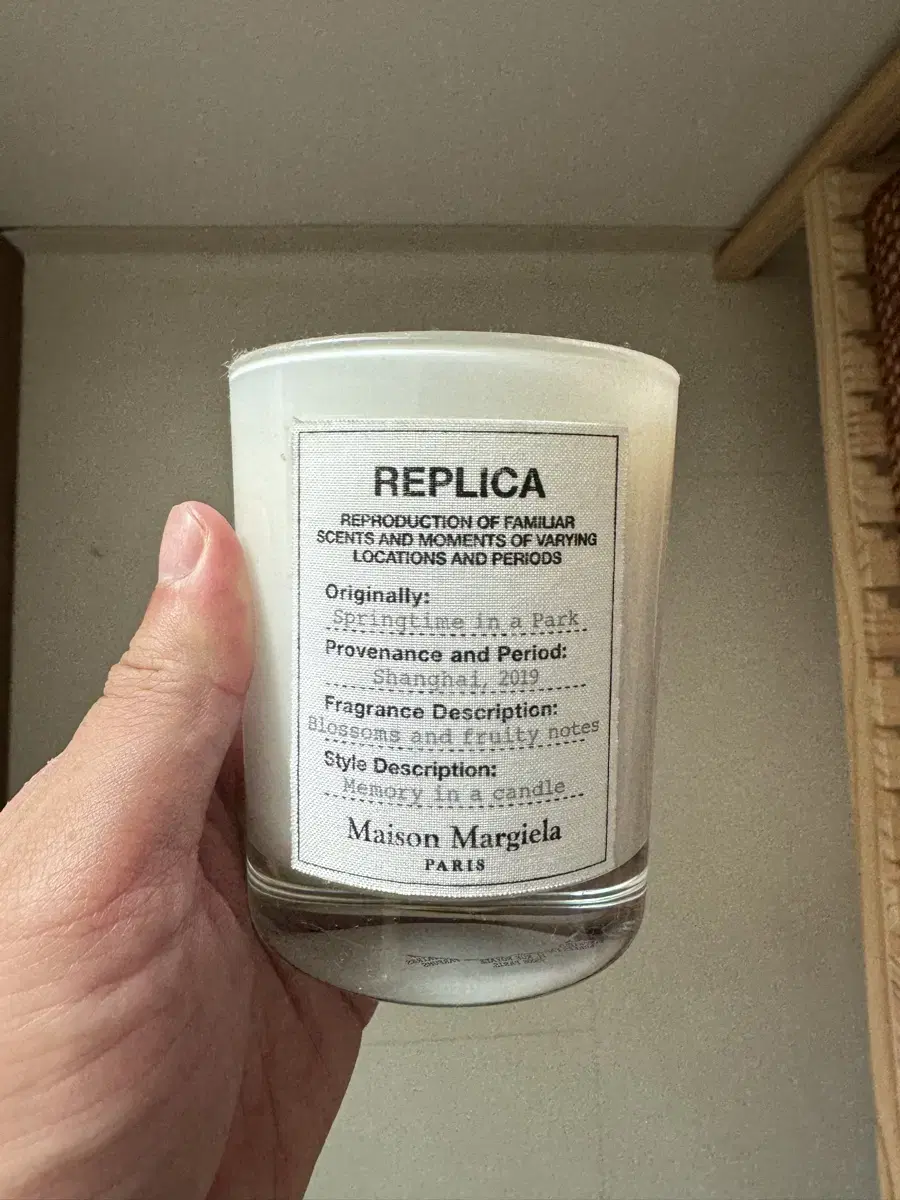 REPLICA
REPRODUCTION OF FAMILIAR
SCENTS AND MOMENTS OF VARYING
LOCATIONS AND PERIODS
Originally:
Springtime in a Park
Provenance and Period:
Shanghai, 2019
Fragrance Description:
Blossoms and fruity notes
Style Description:
Memory in a candle
Maison Margiela
PARIS